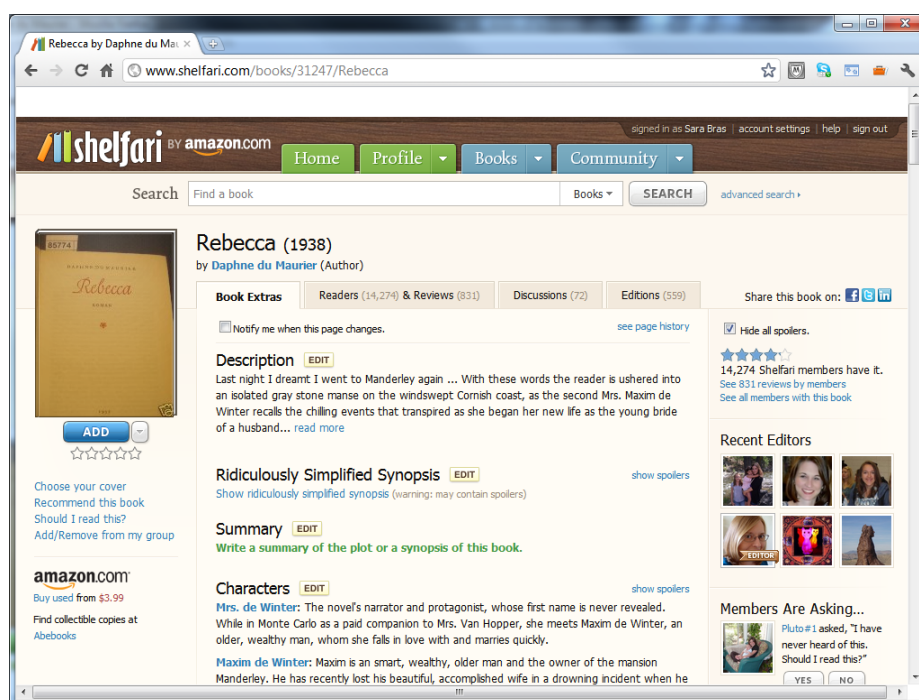 Rebecca by Daphne du Mau
www.shelfari.com/books/31247/Rebecca
signed in as Sara Bras | account settings | help | sign out
shelfari BY amazon.com
Home Profile Books Community
Search Find a book Books SEARCH advanced search
85774
Rebecca
Rebecca (1938)
by Daphne du Maurier (Author)
Book Extras Readers (14,274) & Reviews (831) Discussions (72) Editions (559) Share this book on:
Notify me when this page changes. see page history
Description EDIT
Last night I dreamt I went to Manderley again ... With these words the reader is ushered into
an isolated gray stone manse on the windswept Cornish coast, as the second Mrs. Maxim de
Winter recalls the chilling events that transpired as she began her new life as the young bride
of a husband... read more
Ridiculously Simplified Synopsis EDIT show spoilers
Show ridiculously simplified synopsis (warning: may contain spoilers)
Summary EDIT
Write a summary of the plot or a synopsis of this book.
Characters EDIT show spoilers
Mrs. de Winter: The novel's narrator and protagonist, whose first name is never revealed.
While in Monte Carlo as a paid companion to Mrs. Van Hopper, she meets Maxim de Winter, an
older, wealthy man, whom she falls in love with and marries quickly.
Maxim de Winter: Maxim is an smart, wealthy, older man and the owner of the mansion
Manderley. He has recently lost his beautiful, accomplished wife in a drowning incident when he
ADD
Choose your cover
Recommend this book
Should I read this?
Add/Remove from my group
amazon.com
Buy used from $3.99
Find collectible copies at
Abebooks
Hide all spoilers.
14,274 Shelfari members have it.
See 831 reviews by members
See all members with this book
Recent Editors
EDITOR
Members Are Asking...
Pluto#1 asked, "I have
never heard of this.
Should I read this?"
YES NO